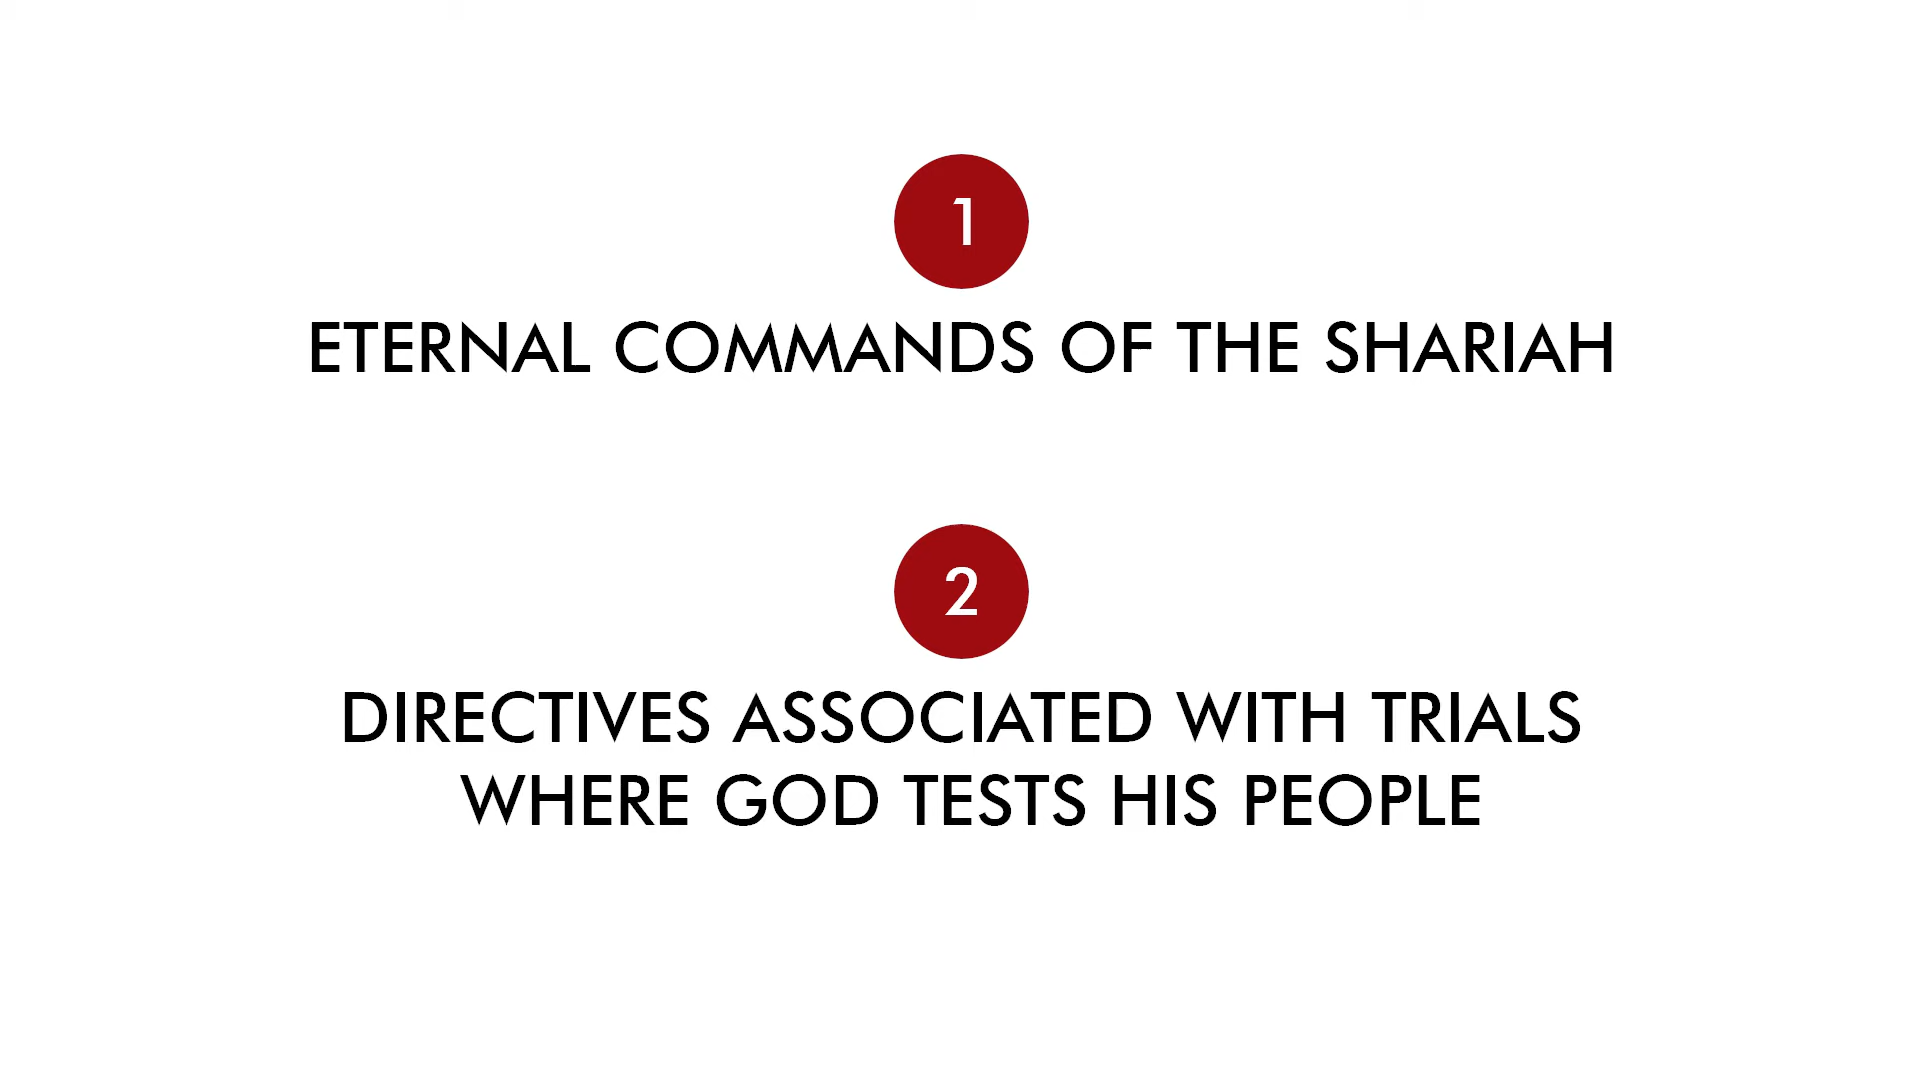 1
ETERNAL COMMANDS OF THE SHARIAH
2
DIRECTIVES ASSOCIATED WITH TRIALS
WHERE GOD TESTS HIS PEOPLE